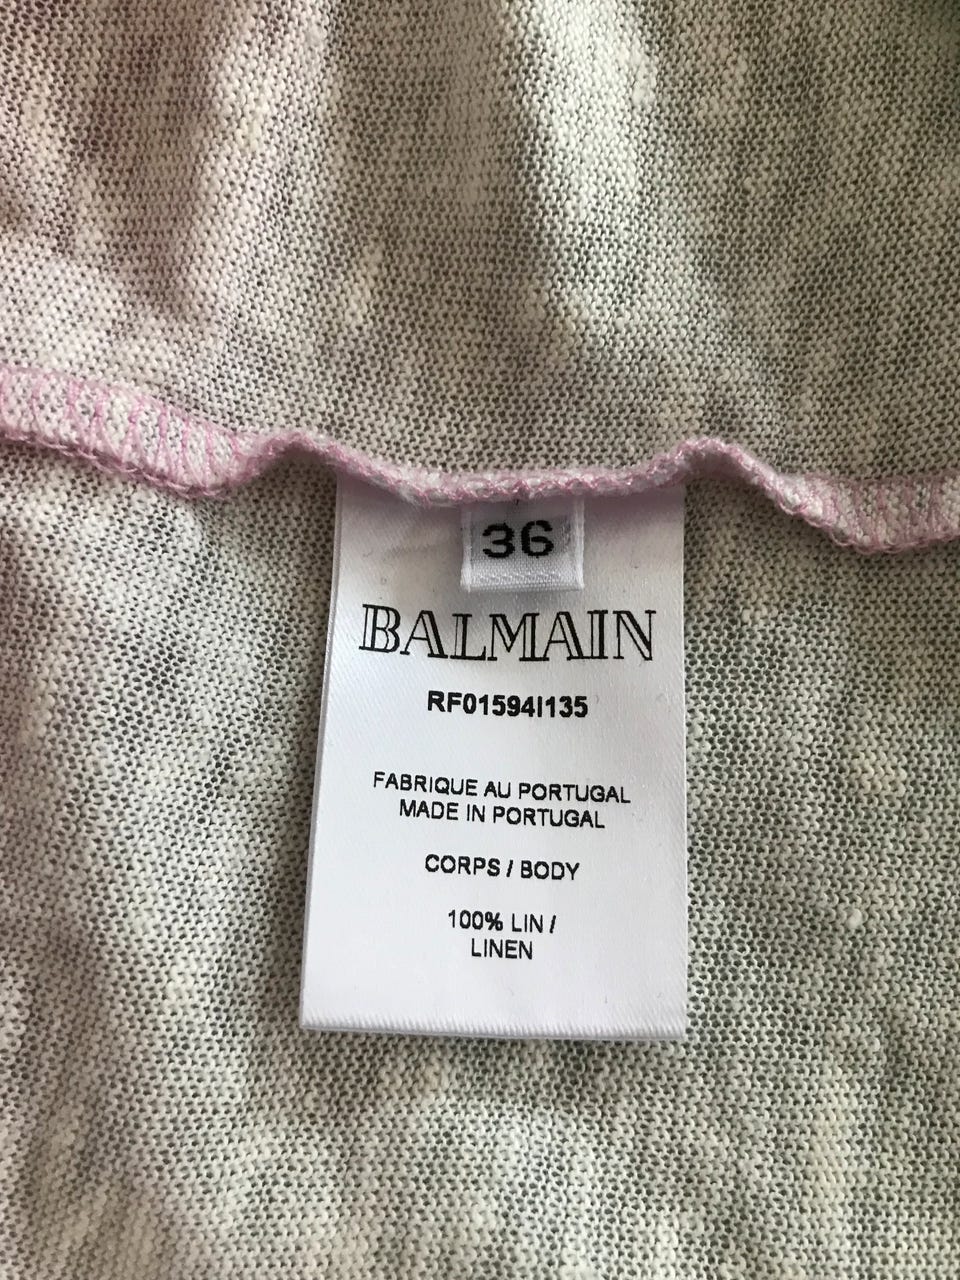 36
BALMAIN
RF01594I135
FABRIQUE AU PORTUGAL
MADE IN PORTUGAL
CORPS / BODY
100% LIN /
LINEN